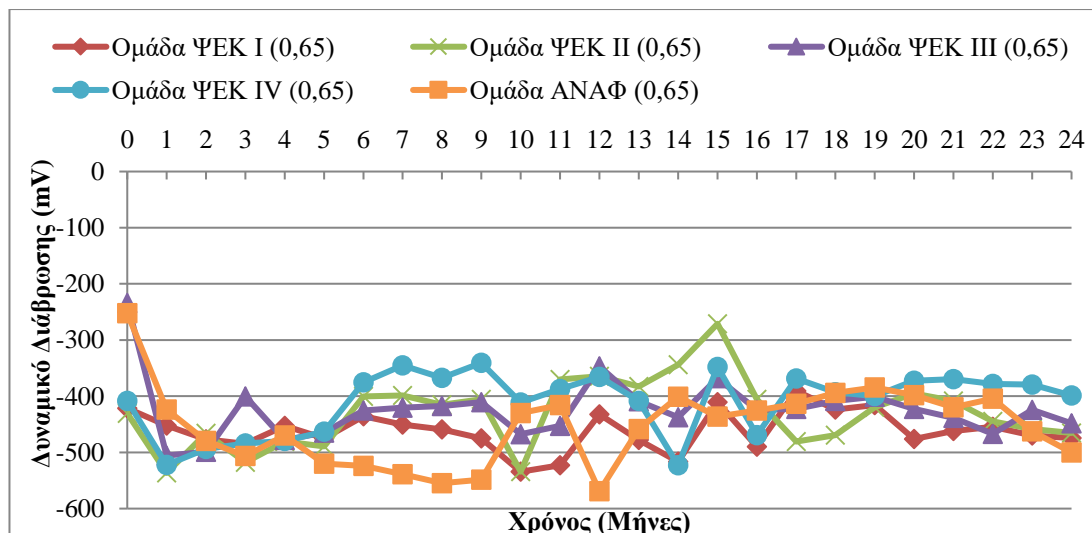 Ομάδα ΨΕΚ Ι (0,65) Ομάδα ΨΕΚ ΙΙ (0,65) Ομάδα ΨΕΚ ΙΙΙ (0,65)
Ομάδα ΨΕΚ IV (0,65) Ομάδα ΑΝΑΦ (0,65)
0 1 2 3 4 5 6 7 8 9 10 11 12 13 14 15 16 17 18 19 20 21 22 23 24
0
-100
-200
-300
-400
-500
-600
Δυναμικό Διάβρωσης (mV)
Χρόνος (Μήνες)